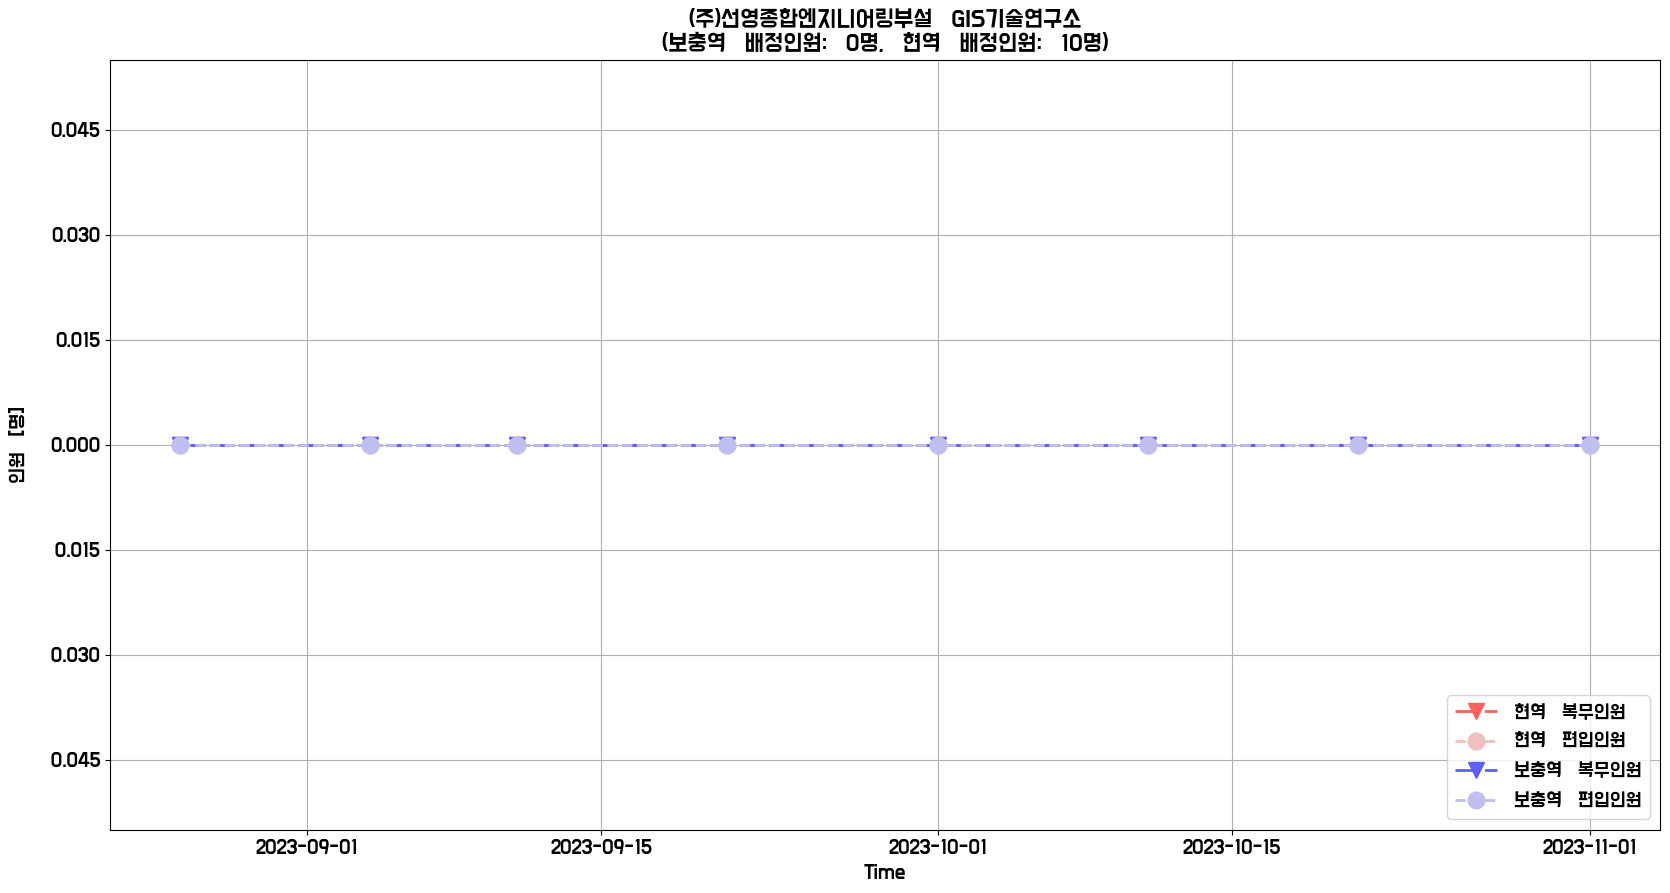 (주)선영종합엔지니어링부설 GIS기술연구소
(보충역 배정인원: 0명, 현역 배정인원: 10명)
0.045
0.030
0.015
0.000
0.015
0.030
0.045
인원 [명]
현역 복무인원
현역 편입인원
보충역 복무인원
보충역 편입인원
2023-09-01 2023-09-15 2023-10-01 2023-10-15 2023-11-01
Time